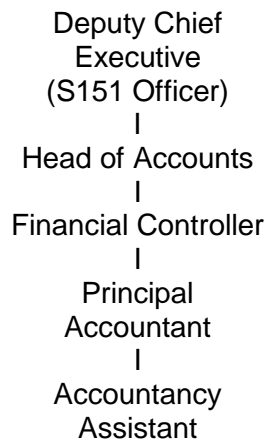 Deputy Chief
Executive
(S151 Officer)
I
Head of Accounts
I
Financial Controller
I
Principal
Accountant
I
Accountancy
Assistant